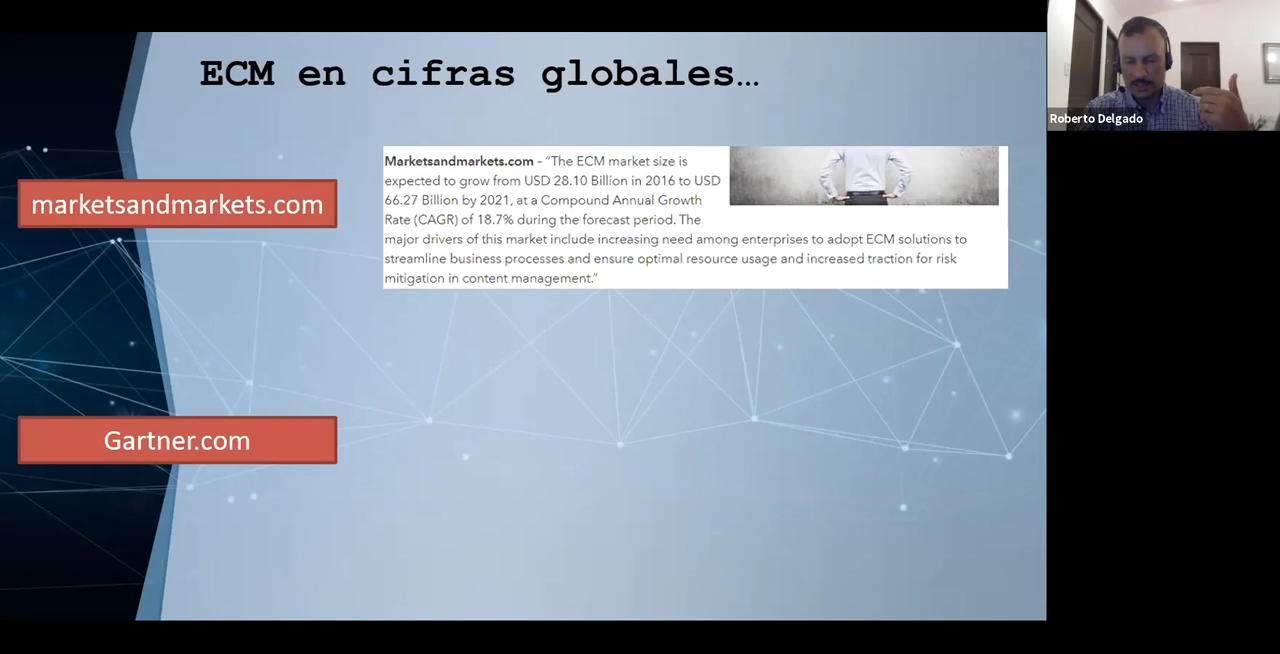 ECM en cifras globales…
marketsandmarkets.com
Marketsandmarkets.com - “The ECM market size is
expected to grow from USD 28.10 Billion in 2016 to USD
66.27 Billion by 2021, at a Compound Annual Growth
Rate (CAGR) of 18.7% during the forecast period. The
major drivers of this market include increasing need among enterprises to adopt ECM solutions to
streamline business processes and ensure optimal resource usage and increased traction for risk
mitigation in content management.”
Gartner.com
Roberto Delgado